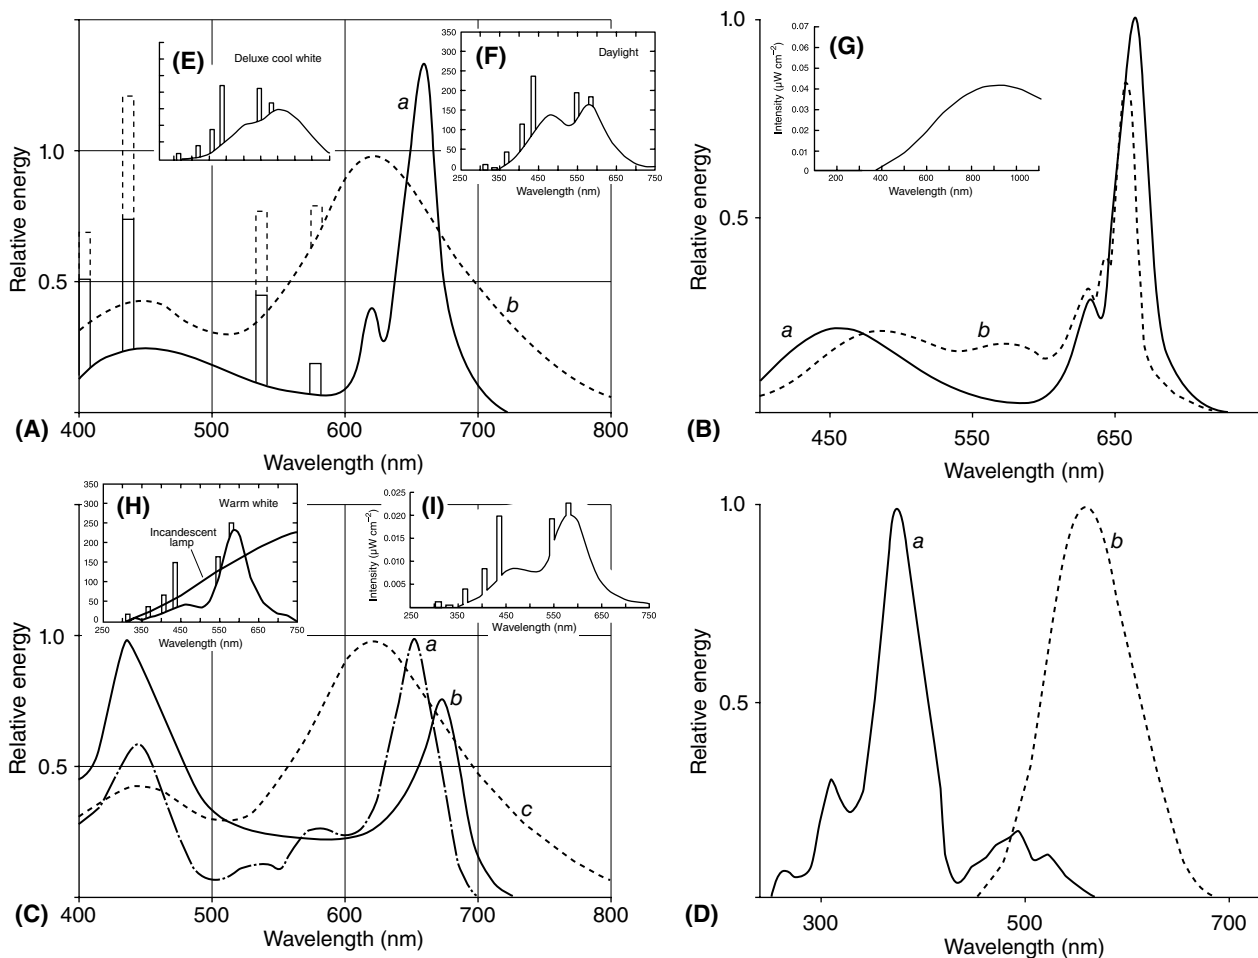 (A)
Relative energy
1.0
0.5
400
500
600
700
800
Wavelength (nm)
a
b
(E)
Deluxe cool white
(F)
Daylight
350
300
250
200
150
100
50
0
250
350
450
550
650
750
Wavelength (nm)
(B)
Relative energy
1.0
0.5
450
550
650
Wavelength (nm)
a
b
(G)
Intensity (µW cm⁻²)
0.07
0.06
0.05
0.04
0.03
0.02
0.01
0
200
400
600
800
1000
Wavelength (nm)
(C)
Relative energy
1.0
0.5
400
500
600
700
800
Wavelength (nm)
a
b
c
(H)
Warm white
Incandescent
lamp
350
300
250
200
150
100
50
0
250
350
450
550
650
750
Wavelength (nm)
(I)
Intensity (µW cm⁻²)
0.025
0.020
0.015
0.010
0.005
250
350
450
550
650
750
Wavelength (nm)
(D)
Relative energy
1.0
0.5
300
500
700
Wavelength (nm)
a
b